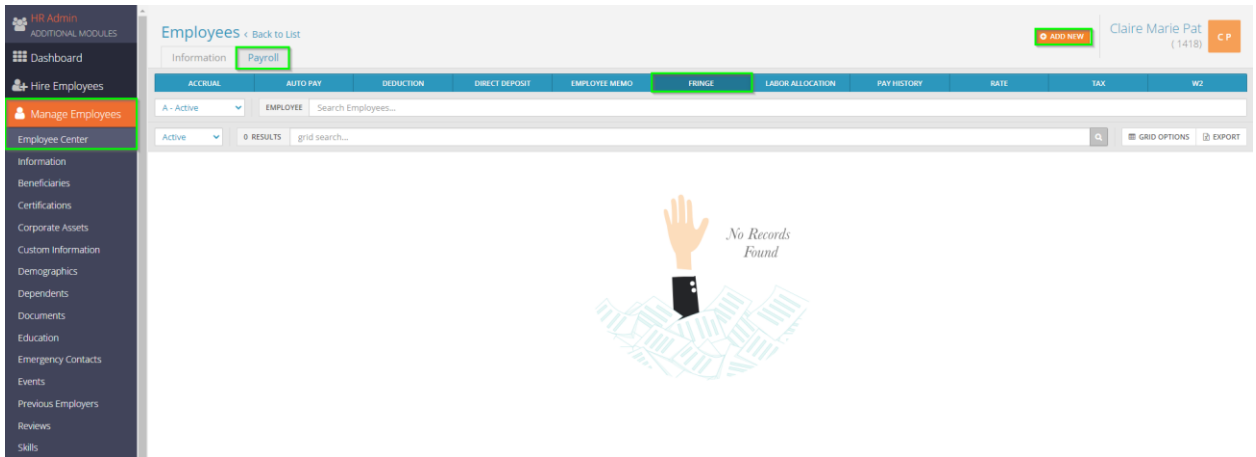 HR Admin
ADDITIONAL MODULES
Dashboard
Hire Employees
Manage Employees
Employee Center
Information
Beneficiaries
Certifications
Corporate Assets
Custom Information
Demographics
Dependents
Documents
Education
Emergency Contacts
Events
Previous Employers
Reviews
Skills
Employees ‹ Back to List
ADD NEW
Claire Marie Pat
( 1418)
C P
Information Payroll
ACCRUAL AUTO PAY DEDUCTION DIRECT DEPOSIT EMPLOYEE MEMO FRINGE LABOR ALLOCATION PAY HISTORY RATE TAX W2
A - Active EMPLOYEE Search Employees...
Active 0 RESULTS grid search... GRID OPTIONS EXPORT
No Records
Found